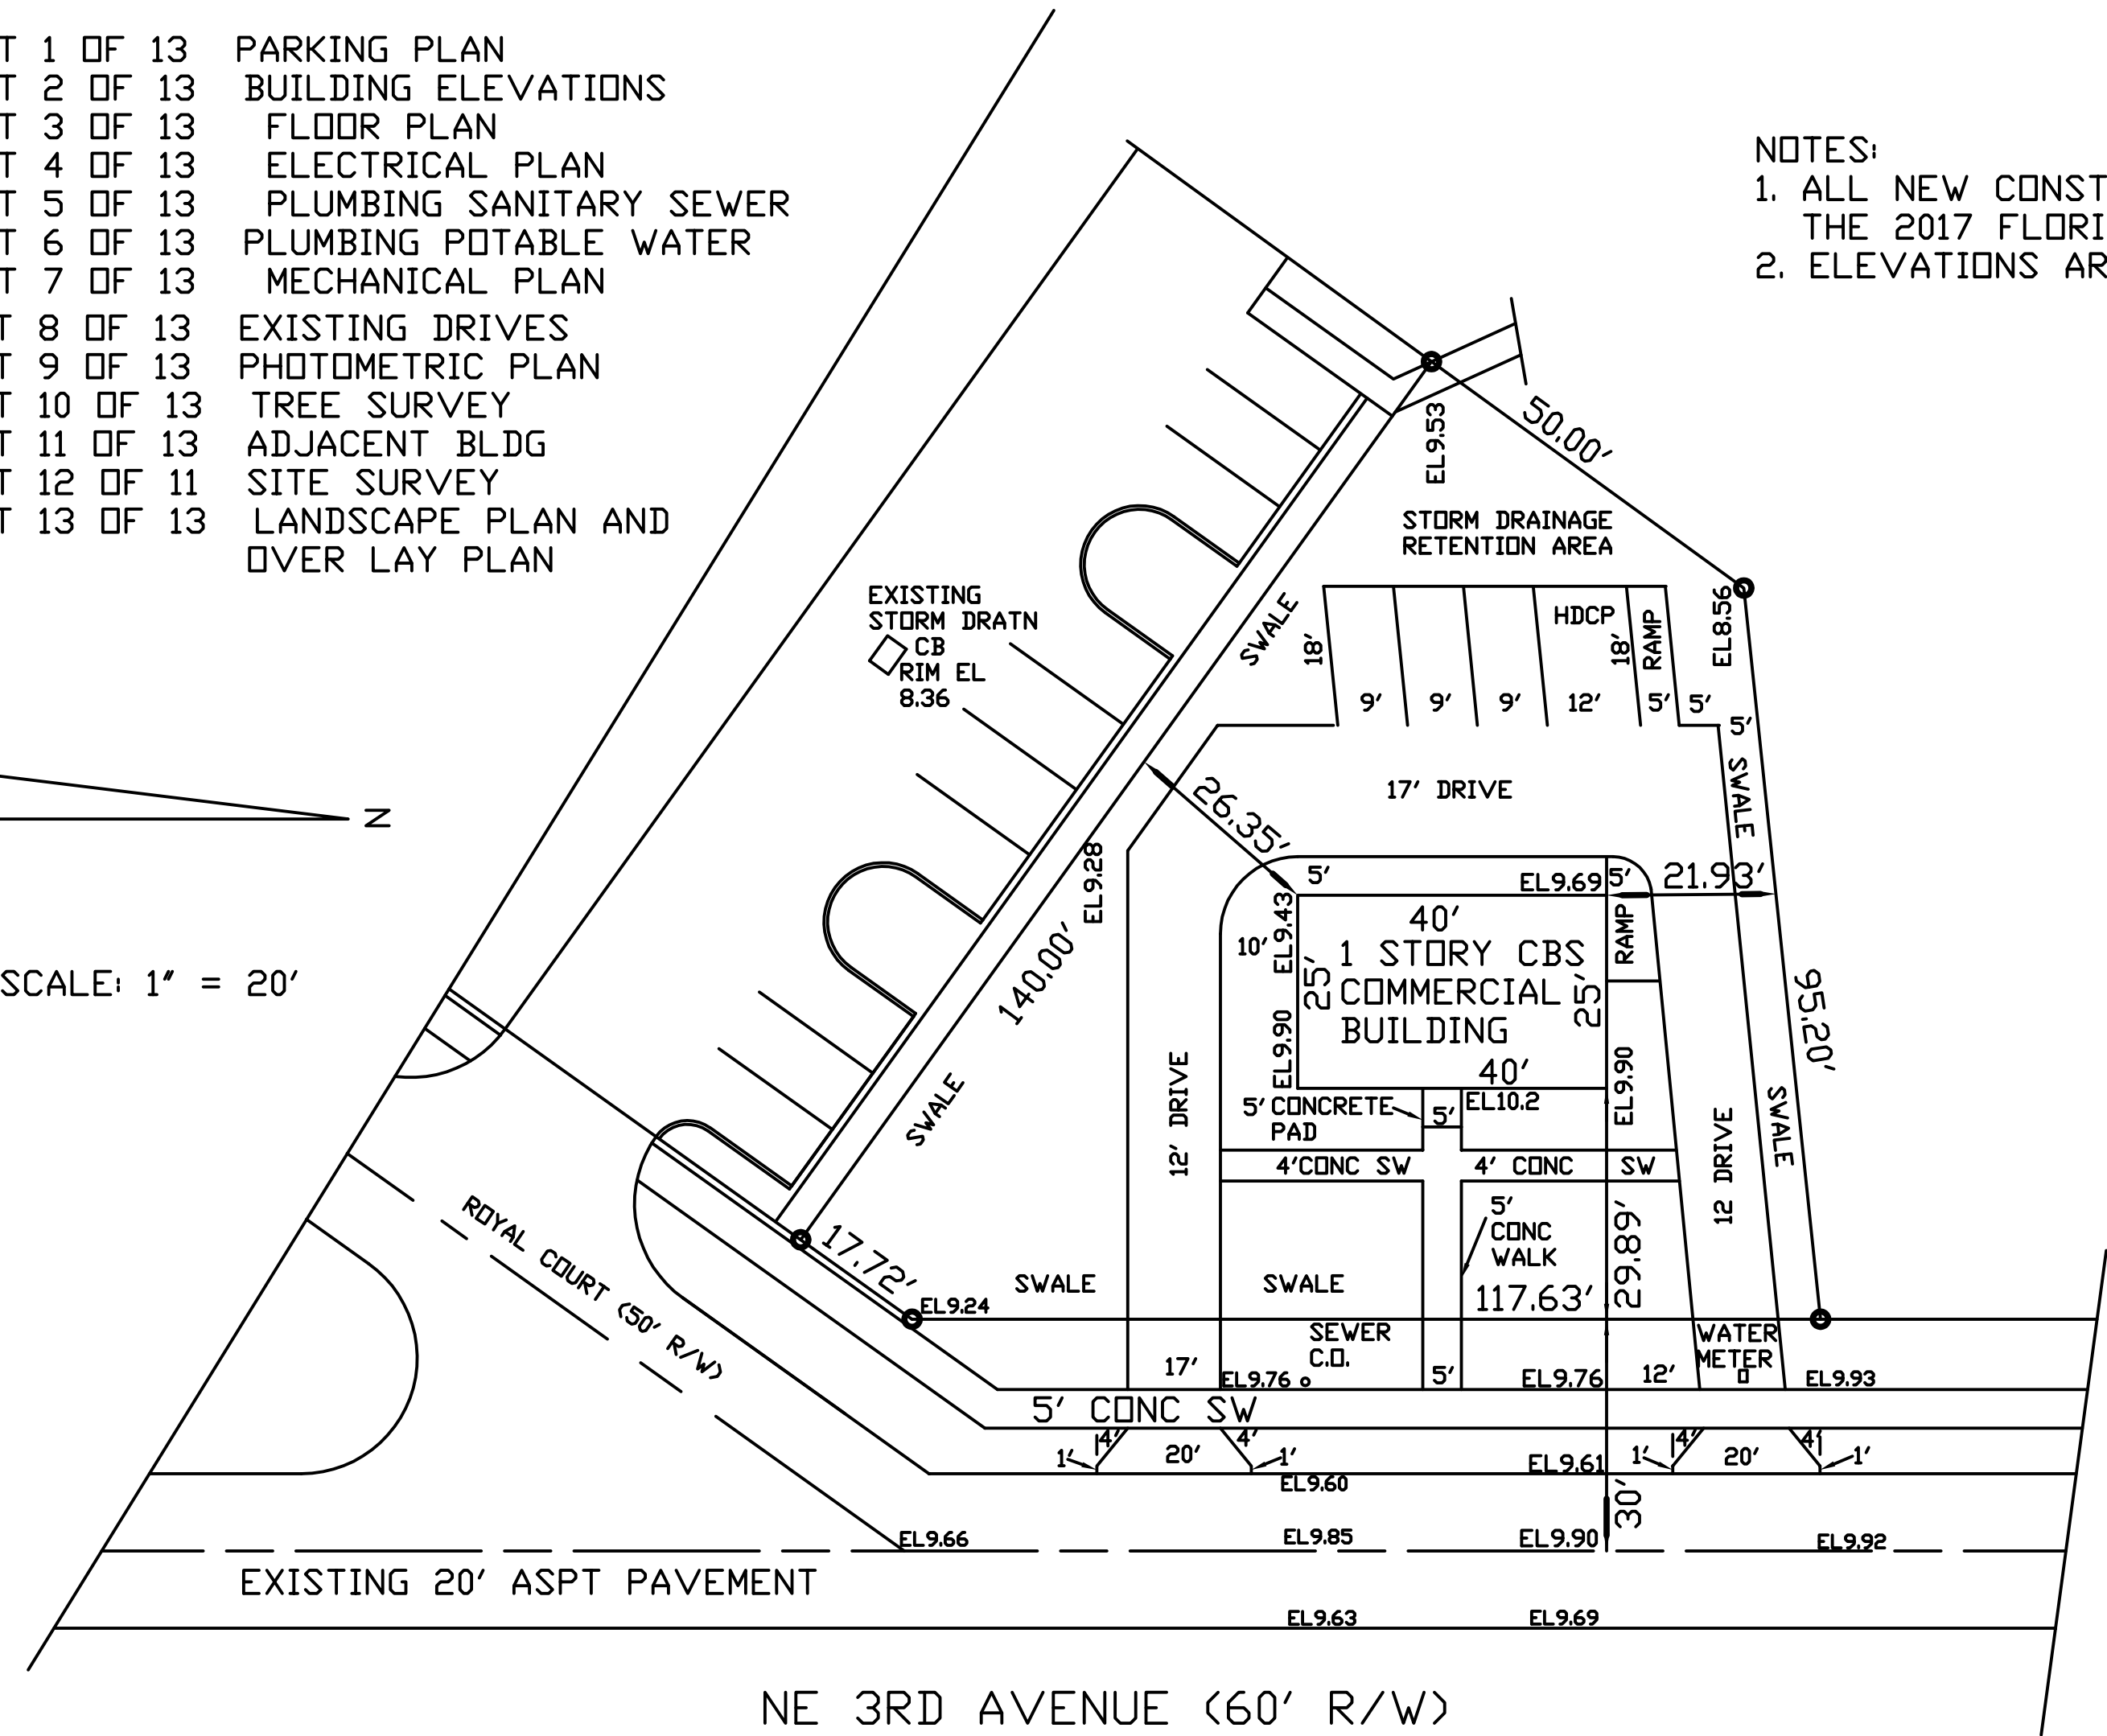 T 1 OF 13 PARKING PLAN
T 2 OF 13 BUILDING ELEVATIONS
T 3 OF 13 FLOOR PLAN
T 4 OF 13 ELECTRICAL PLAN
T 5 OF 13 PLUMBING SANITARY SEWER
T 6 OF 13 PLUMBING POTABLE WATER
T 7 OF 13 MECHANICAL PLAN
T 8 OF 13 EXISTING DRIVES
T 9 OF 13 PHOTOMETRIC PLAN
T 10 OF 13 TREE SURVEY
T 11 OF 13 ADJACENT BLDG
T 12 OF 11 SITE SURVEY
T 13 OF 13 LANDSCAPE PLAN AND
OVER LAY PLAN
NOTES:
1. ALL NEW CONST
THE 2017 FLORI
2. ELEVATIONS AR
50.00'
EL9.53
STORM DRAINAGE
RETENTION AREA
EXISTING
STORM DRATN
CB
RIM EL
8.36
SWALE
18'
HDCP
18'
RAMP
EL8.56
9'
9'
9'
12'
5'
5'
5'
SWALE
17' DRIVE
26.35'
EL9.28
N
SCALE: 1" = 20'
140.00'
5'
EL9.69
5'
21.93'
EL9.43
40'
RAMP
10'
1 STORY CBS
COMMERCIAL
BUILDING
25'
25'
95.20'
EL9.90
40'
EL9.90
SWALE
12' DRIVE
5' CONCRETE
PAD
5'
EL10.2
12 DRIVE
SWALE
4'CONC SW
4' CONC SW
5'
CONC
WALK
29.89'
ROYAL COURT (50' R/W)
17.72'
SWALE
SWALE
117.63'
EL9.24
SEWER
C.O.
WATER
METER
17'
EL9.76
5'
EL9.76
12'
EL9.93
5' CONC SW
4'
4'
4'
4'
1'
20'
1'
EL9.61
1'
20'
1'
EL9.60
30'
EL9.66
EL9.85
EL9.90
EL9.92
EXISTING 20' ASPT PAVEMENT
EL9.63
EL9.69
NE 3RD AVENUE (60' R/W)